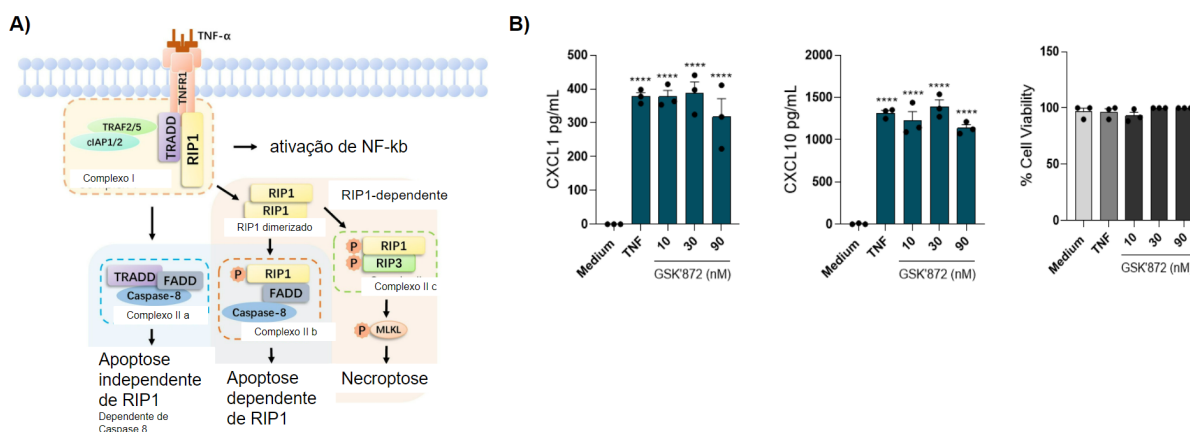 A)
TNF-α
TNFR1
TRAF2/5
cIAP1/2
TRADD
RIP1
Complexo I
ativação de NF-kb
RIP1
RIP1
RIP1 dimerizado
RIP1-dependente
TRADD
FADD
Caspase-8
Complexo II a
P
RIP1
FADD
Caspase-8
Complexo II b
P
RIP1
P
RIP3
Complexo II c
P
MLKL
Apoptose
independente
de RIP1
Dependente de
Caspase 8
Apoptose
dependente
de RIP1
Necroptose
B)
CXCL1 pg/mL
500
400
300
200
100
0
****
****
****
****
Medium
TNF
10
30
90
GSK'872 (nM)
CXCL10 pg/mL
2000
1500
1000
500
0
****
****
****
****
Medium
TNF
10
30
90
GSK'872 (nM)
% Cell Viability
150
100
50
0
Medium
TNF
10
30
90
GSK'872 (nM)